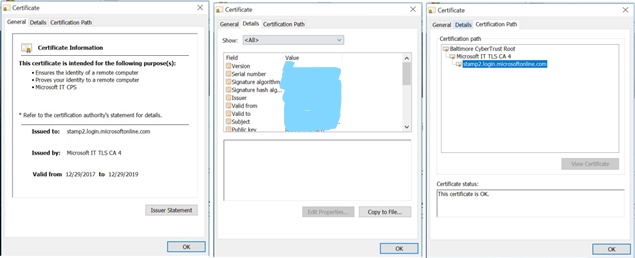 Certificate
General Details Certification Path
Certificate Information
This certificate is intended for the following purpose(s):
• Ensures the identity of a remote computer
• Proves your identity to a remote computer
• Microsoft IT CPS
* Refer to the certification authority's statement for details.
Issued to: stamp2.login.microsoftonline.com
Issued by: Microsoft IT TLS CA 4
Valid from 12/29/2017 to 12/29/2019
Issuer Statement
OK
Certificate
General Details Certification Path
Show: <All>
Field Value
Version
Serial number
Signature algorithm
Signature hash alg...
Issuer
Valid from
Valid to
Subject
Public key
Edit Properties...
Copy to File...
OK
Certificate
General Details Certification Path
Certification path
Baltimore CyberTrust Root
Microsoft IT TLS CA 4
stamp2.login.microsoftonline.com
View Certificate
Certificate status:
This certificate is OK.
OK